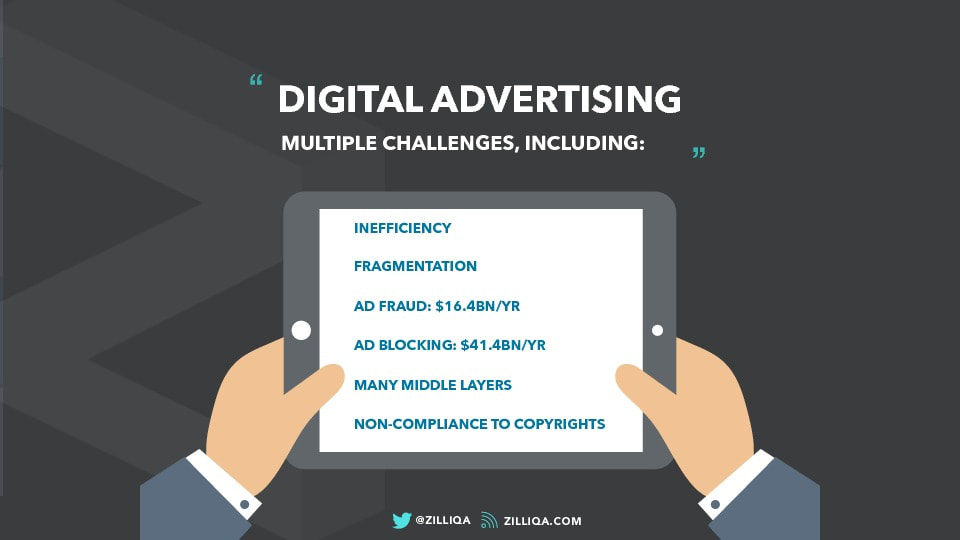 “ DIGITAL ADVERTISING
MULTIPLE CHALLENGES, INCLUDING: ”
INEFFICIENCY
FRAGMENTATION
AD FRAUD: $16.4BN/YR
AD BLOCKING: $41.4BN/YR
MANY MIDDLE LAYERS
NON-COMPLIANCE TO COPYRIGHTS
@ZILLIQA ZILLIQA.COM